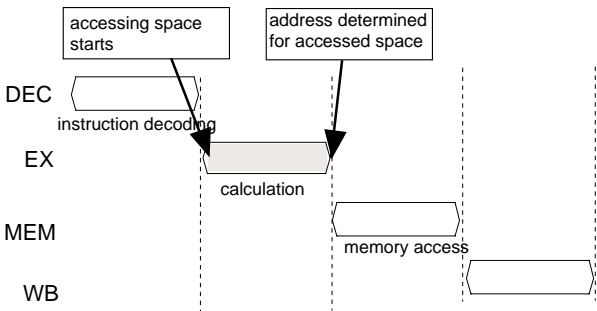 accessing space
starts
address determined
for accessed space
DEC
instruction decoding
EX
calculation
MEM
memory access
WB